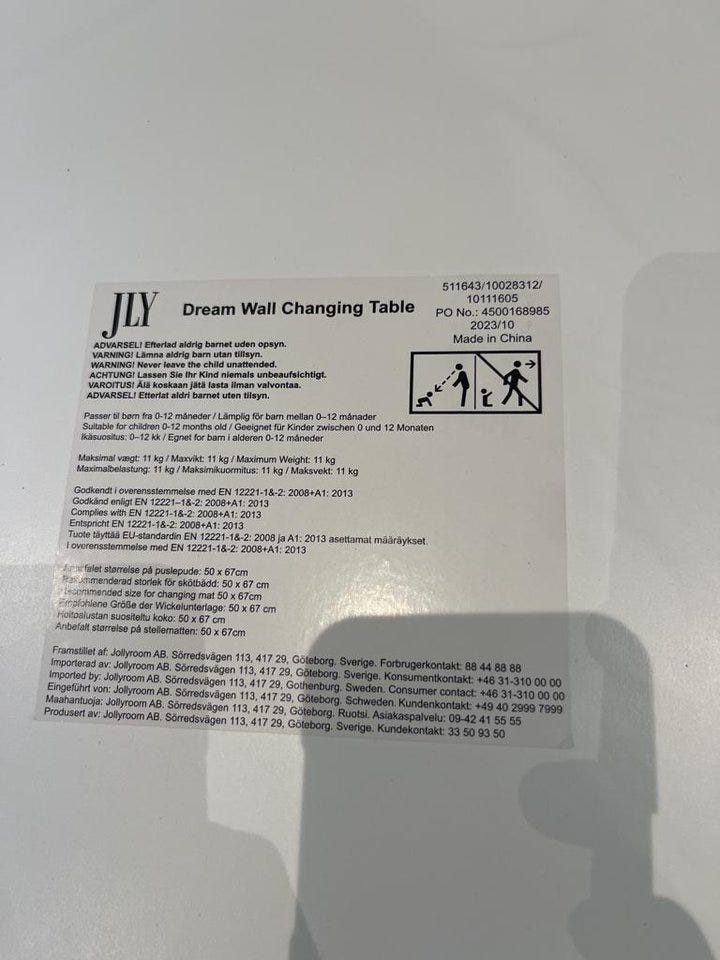 JLY
Dream Wall Changing Table
511643/10028312/
10111605
PO No.: 4500168985
2023/10
Made in China
ADVARSEL! Efterlad aldrig barnet uden opsyn.
VARNING! Lämna aldrig barn utan tillsyn.
WARNING! Never leave the child unattended.
ACHTUNG! Lassen Sie Ihr Kind niemals unbeaufsichtigt.
VAROITUS! Älä koskaan jätä lasta ilman valvontaa.
ADVARSEL! Etterlat aldri barnet uten tilsyn.
Passer til børn fra 0-12 måneder / Lämplig för barn mellan 0–12 månader
Suitable for children 0-12 months old / Geeignet für Kinder zwischen 0 und 12 Monaten
Ikäsuositus: 0–12 kk / Egnet for barn i alderen 0-12 måneder
Maksimal vægt: 11 kg / Maxvikt: 11 kg / Maximum Weight: 11 kg
Maximalbelastung: 11 kg / Maksimikuormitus: 11 kg / Maksvekt: 11 kg
Godkendt i overensstemmelse med EN 12221-1&-2: 2008+A1: 2013
Godkänd enligt EN 12221–1&-2: 2008+A1: 2013
Complies with EN 12221-1&-2: 2008+A1: 2013
Entspricht EN 12221-1&-2: 2008+A1: 2013
Tuote täyttää EU-standardin EN 12221-1&-2: 2008 ja A1: 2013 asettamat määräykset.
I overensstemmelse med EN 12221-1&-2: 2008+A1: 2013
størrelse på puslepude: 50 x 67cm
Rekommenderad storlek för skötbädd: 50 x 67 cm
Recommended size for changing mat 50 x 67cm
Empfohlene Größe der Wickelunterlage: 50 x 67 cm
Hoitoalustan suositeltu koko: 50 x 67 cm
Anbefalt størrelse på stellematten: 50 x 67cm
Framstillet af: Jollyroom AB. Sörredsvägen 113, 417 29, Göteborg. Sverige. Forbrugerkontakt: 88 44 88 88
Importerad av: Jollyroom AB. Sörredsvägen 113, 417 29, Göteborg. Sverige. Konsumentkontakt: +46 31-310 00 00
Imported by: Jollyroom AB. Sörredsvägen 113, 417 29, Gothenburg. Sweden. Consumer contact: +46 31-310 00 00
Eingeführt von: Jollyroom AB. Sörredsvägen 113, 417 29, Göteborg. Schweden. Kundenkontakt: +49 40 2999 7999
Maahantuoja: Jollyroom AB. Sörredsvägen 113, 417 29, Göteborg. Ruotsi. Asiakaspalvelu: 09-42 41 55 55
Produsert av: Jollyroom AB. Sörredsvägen 113, 417 29, Göteborg. Sverige. Kundekontakt: 33 50 93 50